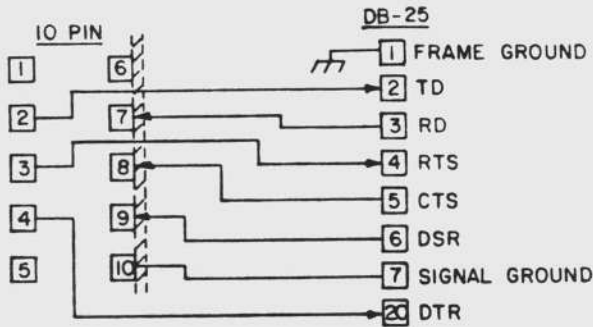 DB-25
10 PIN
1 6 1 FRAME GROUND
2 TD
2 7 3 RD
3 8 4 RTS
5 CTS
4 9 6 DSR
5 10 7 SIGNAL GROUND
20 DTR